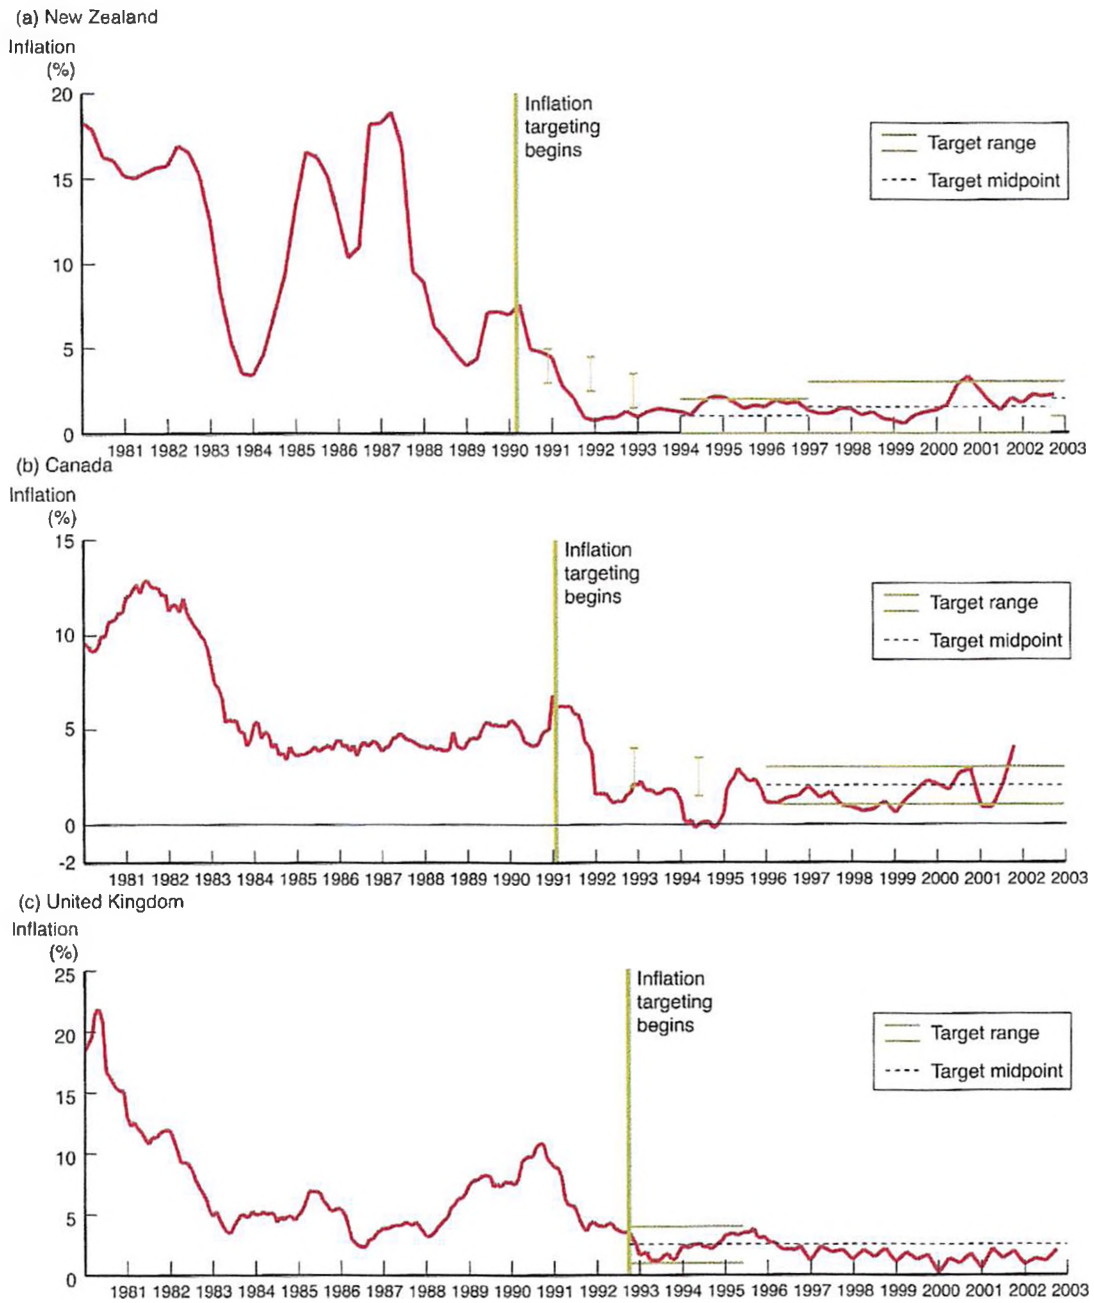 (a) New Zealand
Inflation
(%)
20
15
10
5
0
Inflation
targeting
begins
Target range
Target midpoint
1981 1982 1983 1984 1985 1986 1987 1988 1989 1990 1991 1992 1993 1994 1995 1996 1997 1998 1999 2000 2001 2002 2003
(b) Canada
Inflation
(%)
15
10
5
0
-2
Inflation
targeting
begins
Target range
Target midpoint
1981 1982 1983 1984 1985 1986 1987 1988 1989 1990 1991 1992 1993 1994 1995 1996 1997 1998 1999 2000 2001 2002 2003
(c) United Kingdom
Inflation
(%)
25
20
15
10
5
0
Inflation
targeting
begins
Target range
Target midpoint
1981 1982 1983 1984 1985 1986 1987 1988 1989 1990 1991 1992 1993 1994 1995 1996 1997 1998 1999 2000 2001 2002 2003